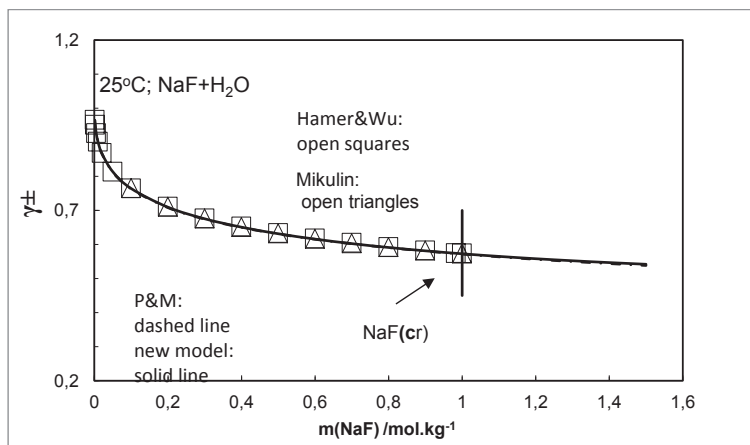 1,2
25°C; NaF+H₂O
Hamer&Wu:
open squares
Mikulin:
open triangles
γ±
0,7
P&M:
dashed line
new model:
solid line
NaF(cr)
0,2
0 0,2 0,4 0,6 0,8 1 1,2 1,4 1,6
m(NaF) /mol.kg⁻¹